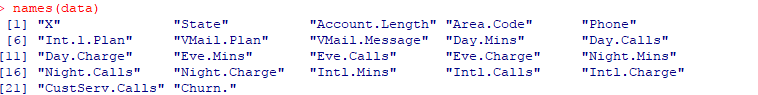 > names(data)
[1] "X" "State" "Account.Length" "Area.Code" "Phone"
[6] "Int.l.Plan" "VMail.Plan" "VMail.Message" "Day.Mins" "Day.Calls"
[11] "Day.Charge" "Eve.Mins" "Eve.Calls" "Eve.Charge" "Night.Mins"
[16] "Night.Calls" "Night.Charge" "Intl.Mins" "Intl.Calls" "Intl.Charge"
[21] "CustServ.Calls" "Churn."